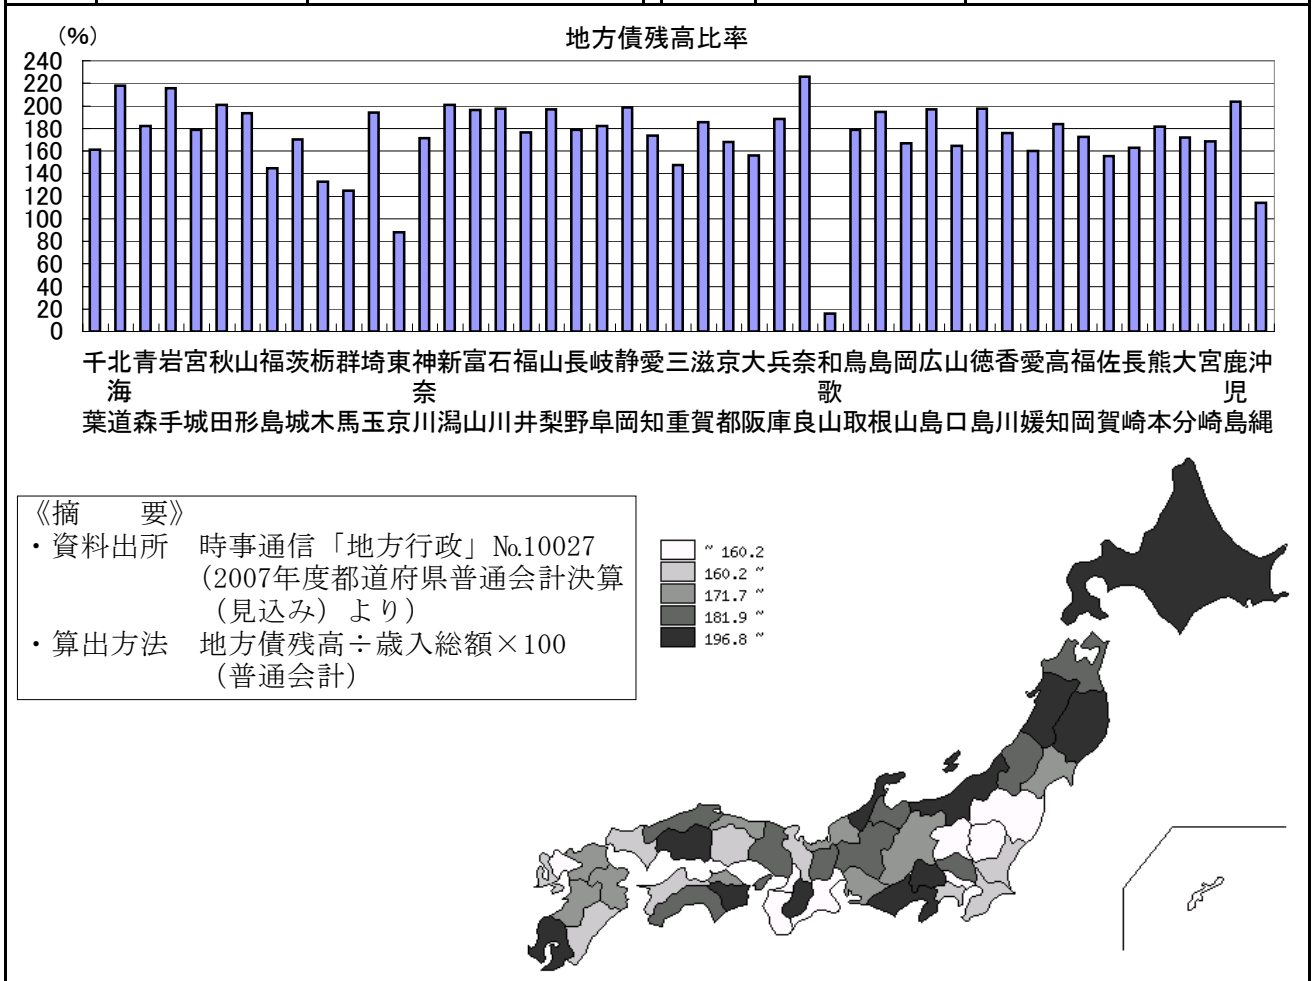 (%)
地方債残高比率
240
220
200
180
160
140
120
100
80
60
40
20
0
千葉 北海道 青森 岩手 宮城 秋田 山形 福島 茨城 栃木 群馬 埼玉 東京 神奈川 新潟 富山 石川 福井 山梨 長野 岐阜 静岡 愛知 三重 滋賀 京都 大阪 兵庫 奈良 和歌山 鳥取 島根 岡山 広島 山口 徳島 香川 愛媛 高知 福岡 佐賀 長崎 熊本 大分 宮崎 鹿児島 沖縄
《摘　　要》
・資料出所　時事通信「地方行政」№10027
(2007年度都道府県普通会計決算
（見込み）より)
・算出方法　地方債残高÷歳入総額×100
（普通会計）
~ 160.2
160.2 ~
171.7 ~
181.9 ~
196.8 ~